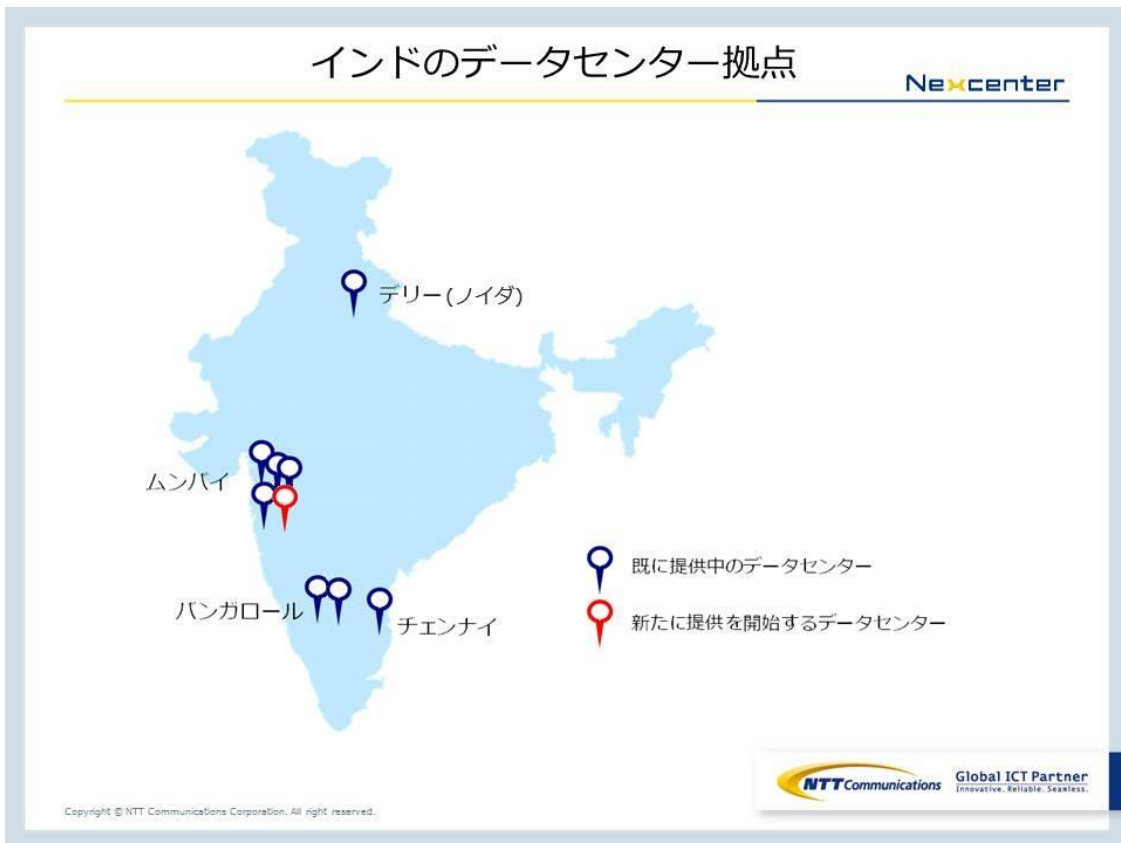 インドのデータセンター拠点
Nexcenter
デリー(ノイダ)
ムンバイ
バンガロール
チェンナイ
既に提供中のデータセンター
新たに提供を開始するデータセンター
NTT Communications
Global ICT Partner
Innovative. Reliable. Seamless.
Copyright © NTT Communications Corporation. All right reserved.